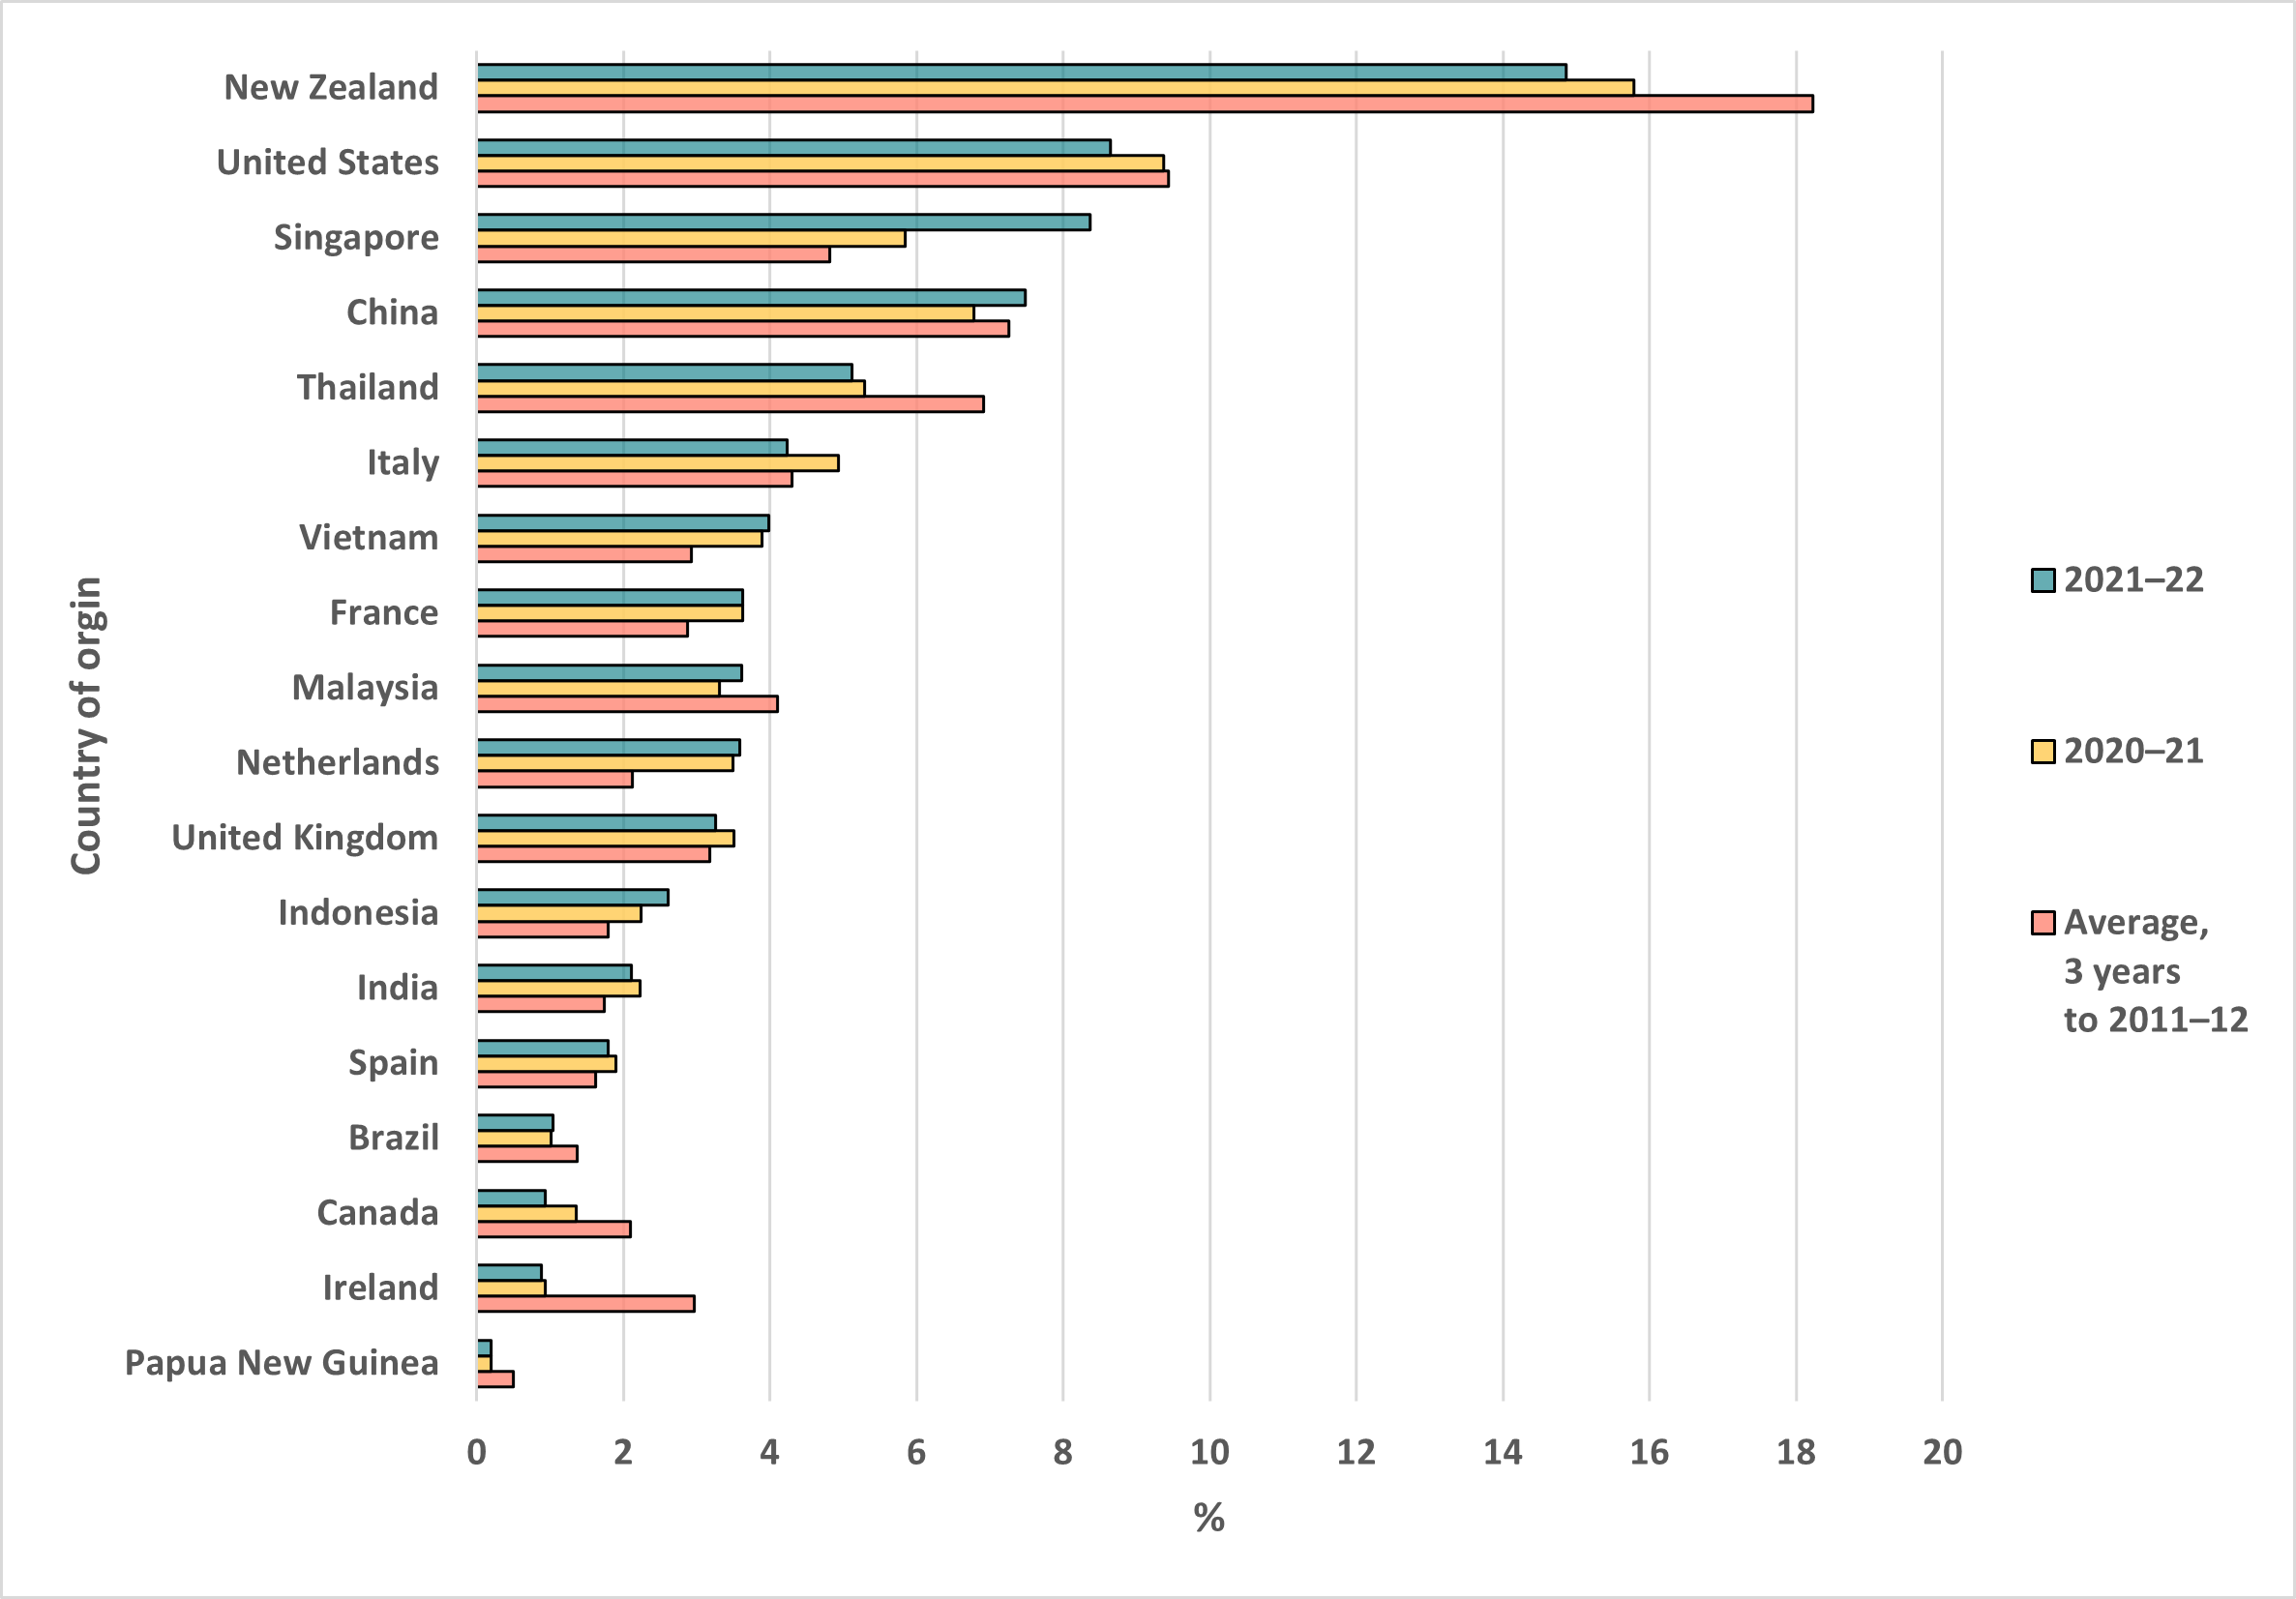 New Zealand
United States
Singapore
China
Thailand
Italy
Vietnam
France
Malaysia
Netherlands
United Kingdom
Indonesia
India
Spain
Brazil
Canada
Ireland
Papua New Guinea
Country of orgin
0 2 4 6 8 10 12 14 16 18 20
%
2021–22
2020–21
Average,
3 years
to 2011–12